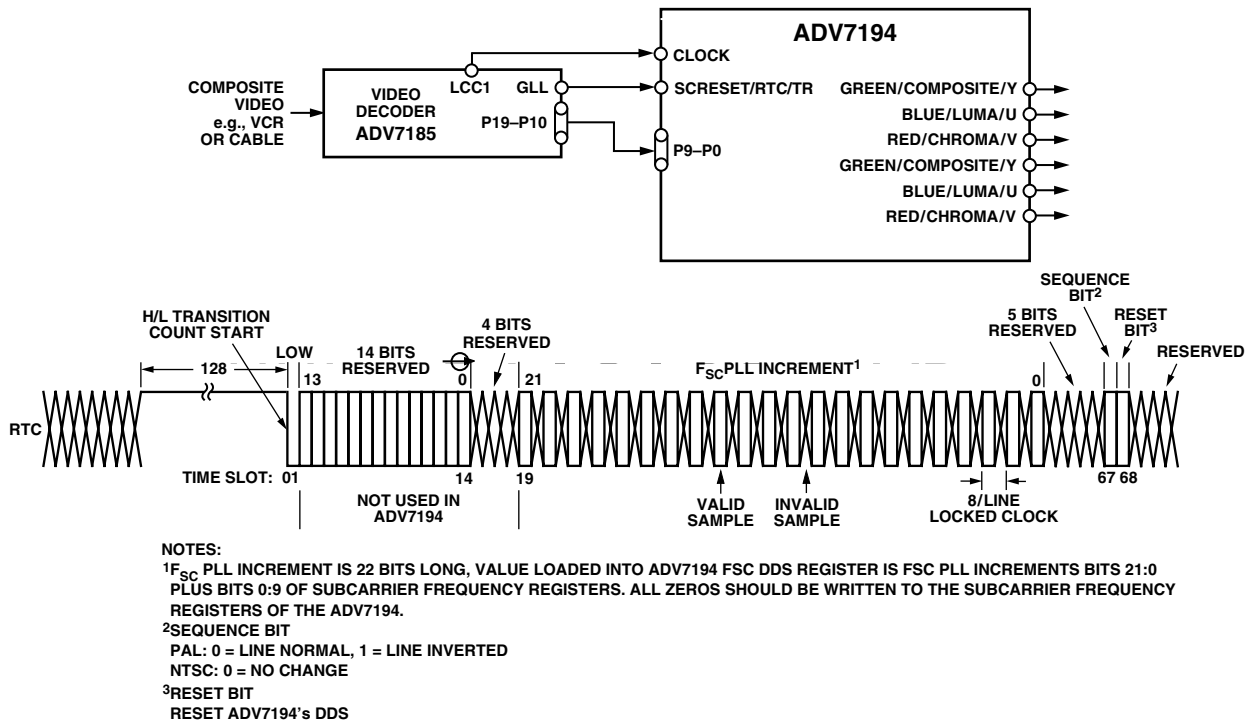 ADV7194
CLOCK
COMPOSITE
VIDEO
e.g., VCR
OR CABLE
VIDEO
DECODER
ADV7185
LCC1
GLL
P19–P10
SCRESET/RTC/TR
P9–P0
GREEN/COMPOSITE/Y
BLUE/LUMA/U
RED/CHROMA/V
GREEN/COMPOSITE/Y
BLUE/LUMA/U
RED/CHROMA/V
H/L TRANSITION
COUNT START
128
LOW
13
14 BITS
RESERVED
0
4 BITS
RESERVED
21
FSC PLL INCREMENT1
0
5 BITS
RESERVED
SEQUENCE
BIT2
RESET
BIT3
RESERVED
RTC
TIME SLOT: 01
14
19
67 68
NOT USED IN
ADV7194
VALID
SAMPLE
INVALID
SAMPLE
8/LINE
LOCKED CLOCK
NOTES:
1FSC PLL INCREMENT IS 22 BITS LONG, VALUE LOADED INTO ADV7194 FSC DDS REGISTER IS FSC PLL INCREMENTS BITS 21:0
PLUS BITS 0:9 OF SUBCARRIER FREQUENCY REGISTERS. ALL ZEROS SHOULD BE WRITTEN TO THE SUBCARRIER FREQUENCY
REGISTERS OF THE ADV7194.
2SEQUENCE BIT
PAL: 0 = LINE NORMAL, 1 = LINE INVERTED
NTSC: 0 = NO CHANGE
3RESET BIT
RESET ADV7194's DDS